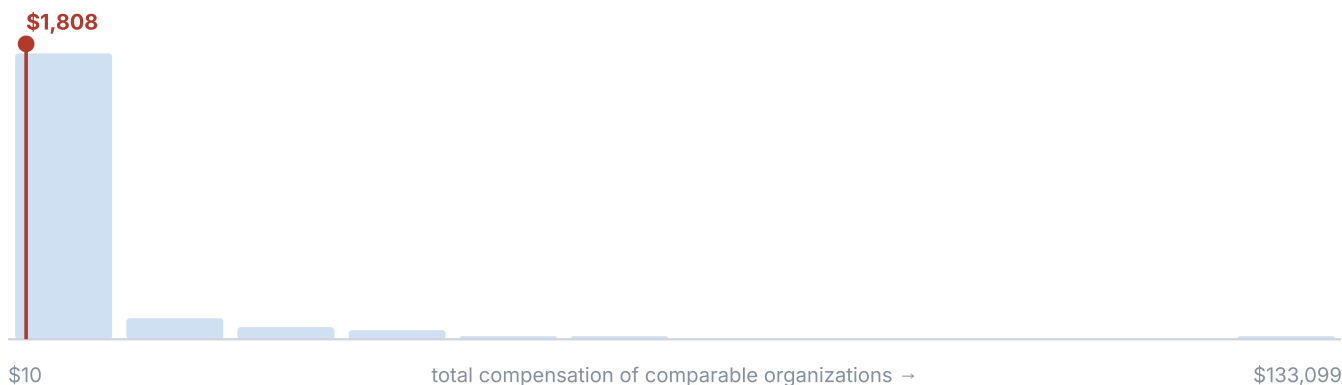 $1,808
$10 total compensation of comparable organizations → $133,099